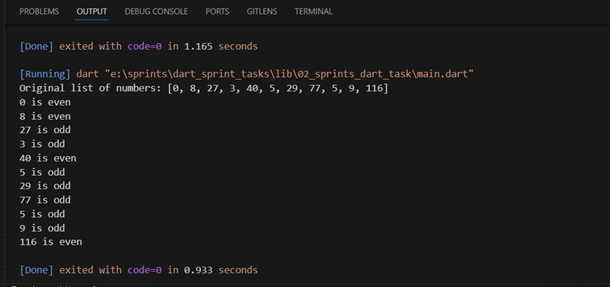 PROBLEMS OUTPUT DEBUG CONSOLE PORTS GITLENS TERMINAL
[Done] exited with code=0 in 1.165 seconds
[Running] dart "e:\sprints\dart_sprint_tasks\lib\02_sprints_dart_task\main.dart"
Original list of numbers: [0, 8, 27, 3, 40, 5, 29, 77, 5, 9, 116]
0 is even
8 is even
27 is odd
3 is odd
40 is even
5 is odd
29 is odd
77 is odd
5 is odd
9 is odd
116 is even
[Done] exited with code=0 in 0.933 seconds